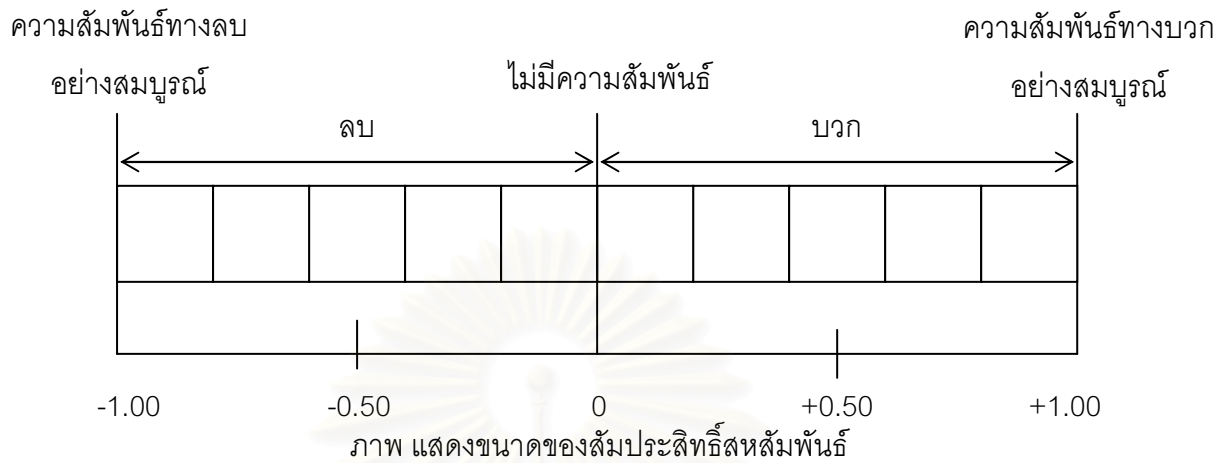 ความสัมพันธ์ทางลบ
อย่างสมบูรณ์
ไม่มีความสัมพันธ์
ความสัมพันธ์ทางบวก
อย่างสมบูรณ์
ลบ
บวก
-1.00 -0.50 0 +0.50 +1.00
ภาพ แสดงขนาดของสัมประสิทธิ์สหสัมพันธ์